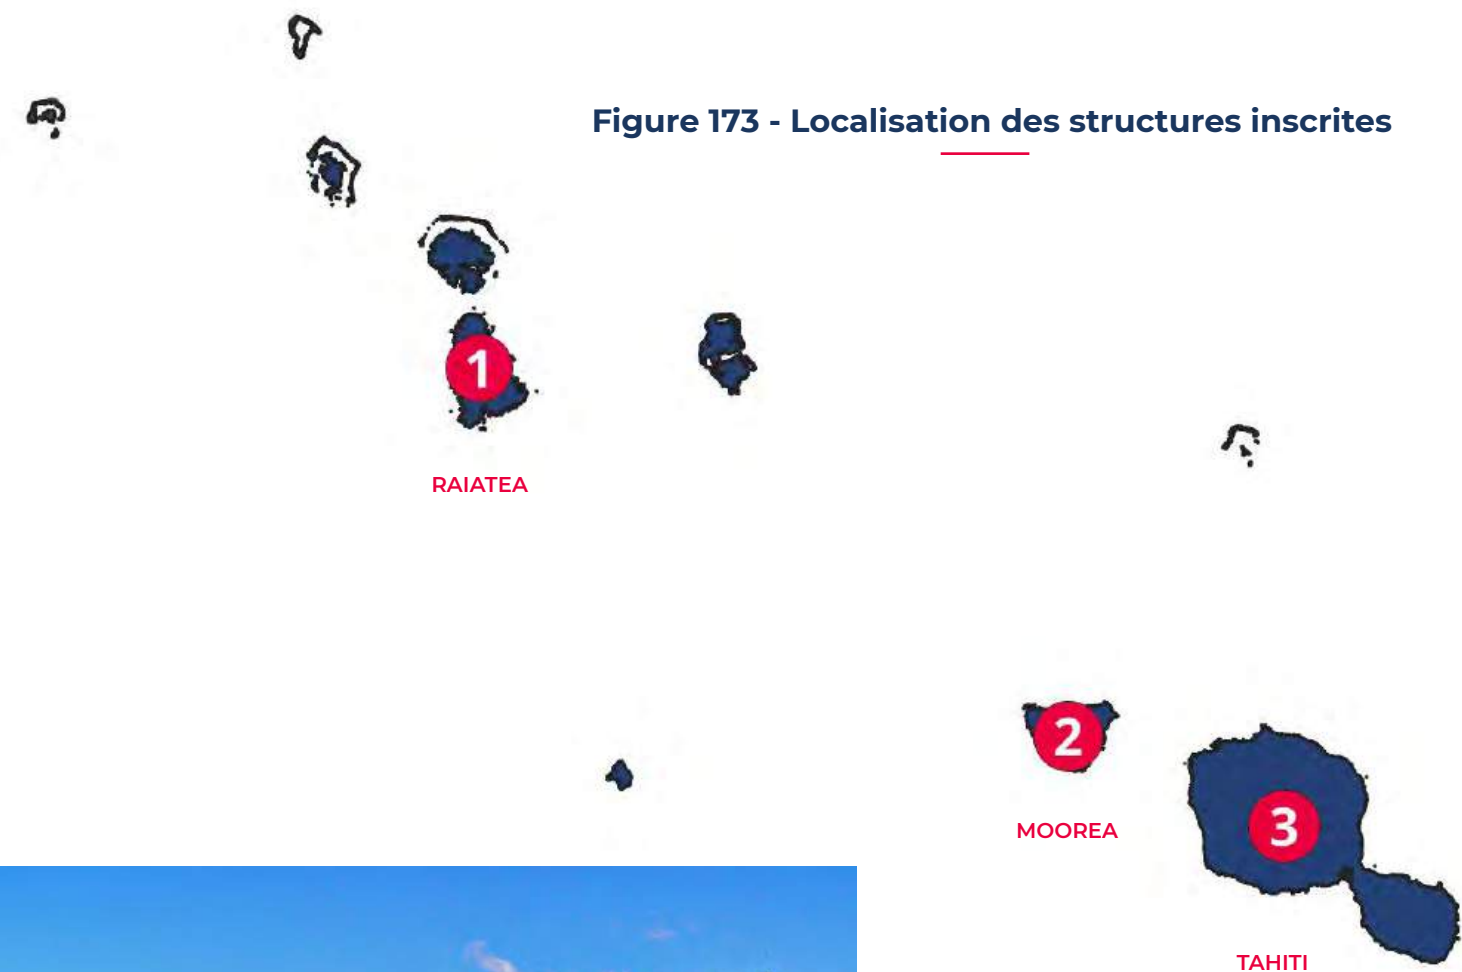 Figure 173 - Localisation des structures inscrites
1
RAIATEA
2
MOOREA
3
TAHITI